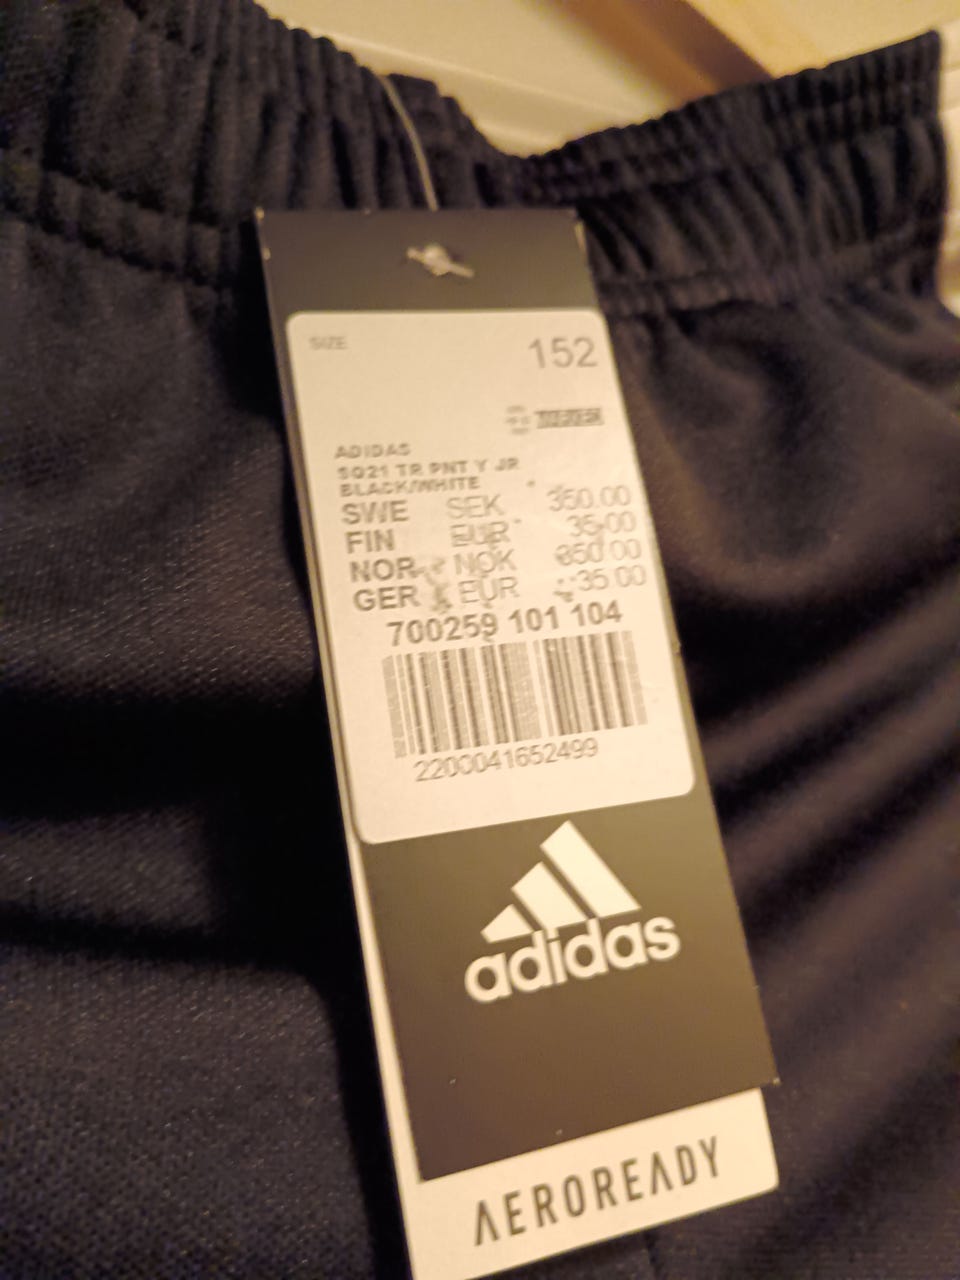 SIZE
152
ADIDAS
SQ21 TR PNT Y JR
BLACK/WHITE
SWE SEK 350.00
FIN EUR 35.00
NOR NOK 350.00
GER EUR 35.00
700259 101 104
2200041652499
adidas
AEROREADY